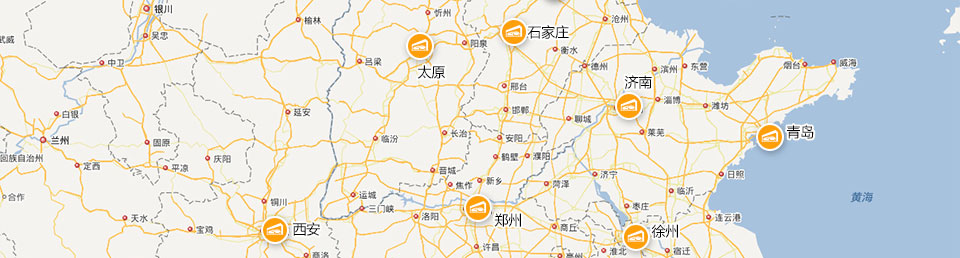 银川
榆林
忻州
石家庄
沧州
武威
吴忠
阳泉
衡水
太原
吕梁
中卫
德州
滨州
东营
烟台
威海
济南
邢台
淄博
潍坊
白银
延安
邯郸
聊城
莱芜
青岛
兰州
固原
临汾
长治
安阳
回族自治州
庆阳
鹤壁
濮阳
定西
平凉
晋城
焦作
新乡
菏泽
济宁
日照
临沂
合作
铜川
运城
三门峡
洛阳
郑州
枣庄
连云港
黄海
天水
宝鸡
西安
商丘
徐州
许昌
商洛
淮北
宿迁
亳州